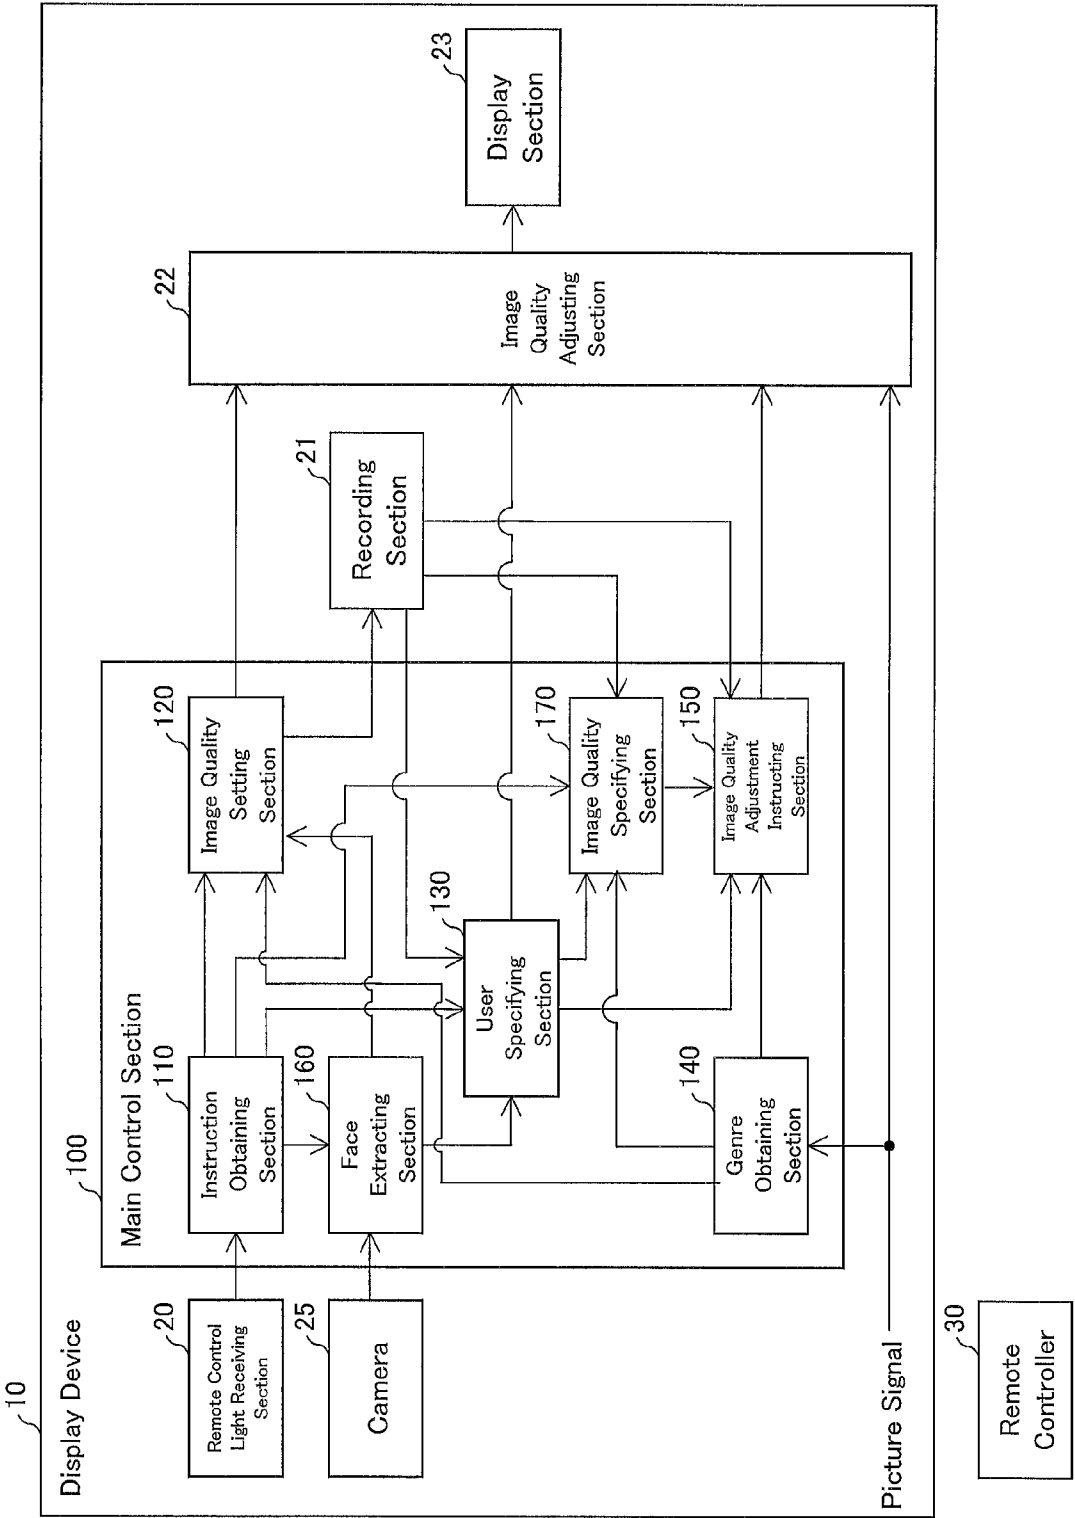 10
Display Device
100
Main Control Section
20
Remote Control
Light Receiving
Section
25
Camera
110
Instruction
Obtaining
Section
160
Face
Extracting
Section
120
Image Quality
Setting
Section
130
User
Specifying
Section
140
Genre
Obtaining
Section
170
Image Quality
Specifying
Section
150
Image Quality
Adjustment
Instructing
Section
21
Recording
Section
22
Image
Quality
Adjusting
Section
23
Display
Section
Picture Signal
30
Remote
Controller